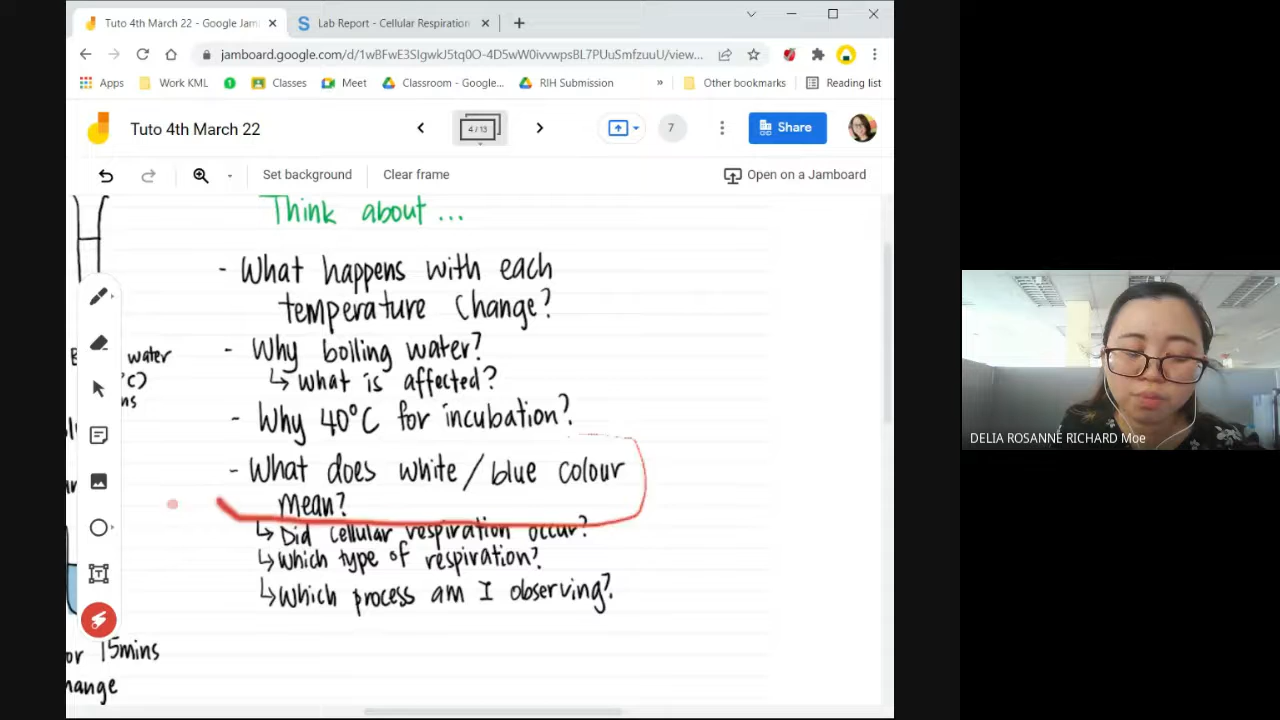 Tuto 4th March 22 - Google Jam
Lab Report - Cellular Respiration
jamboard.google.com/d/1wBFwE3SIgwkJ5tq0O-4D5wW0ivvwpsBL7PUuSmfzuuU/view...
Apps Work KML Classes Meet Classroom - Google... RIH Submission » Other bookmarks Reading list
Tuto 4th March 22
4 / 13
7
Share
Set background Clear frame Open on a Jamboard
Think about...
- What happens with each
temperature change?
- Why boiling water?
↳ what is affected?
- Why 40°C for incubation?
- What does white / blue colour
mean?
↳ Did cellular respiration occur?
↳ which type of respiration?
↳ which process am I observing?
water
°C)
ns
or 15mins
hange
DELIA ROSANNE RICHARD Moe